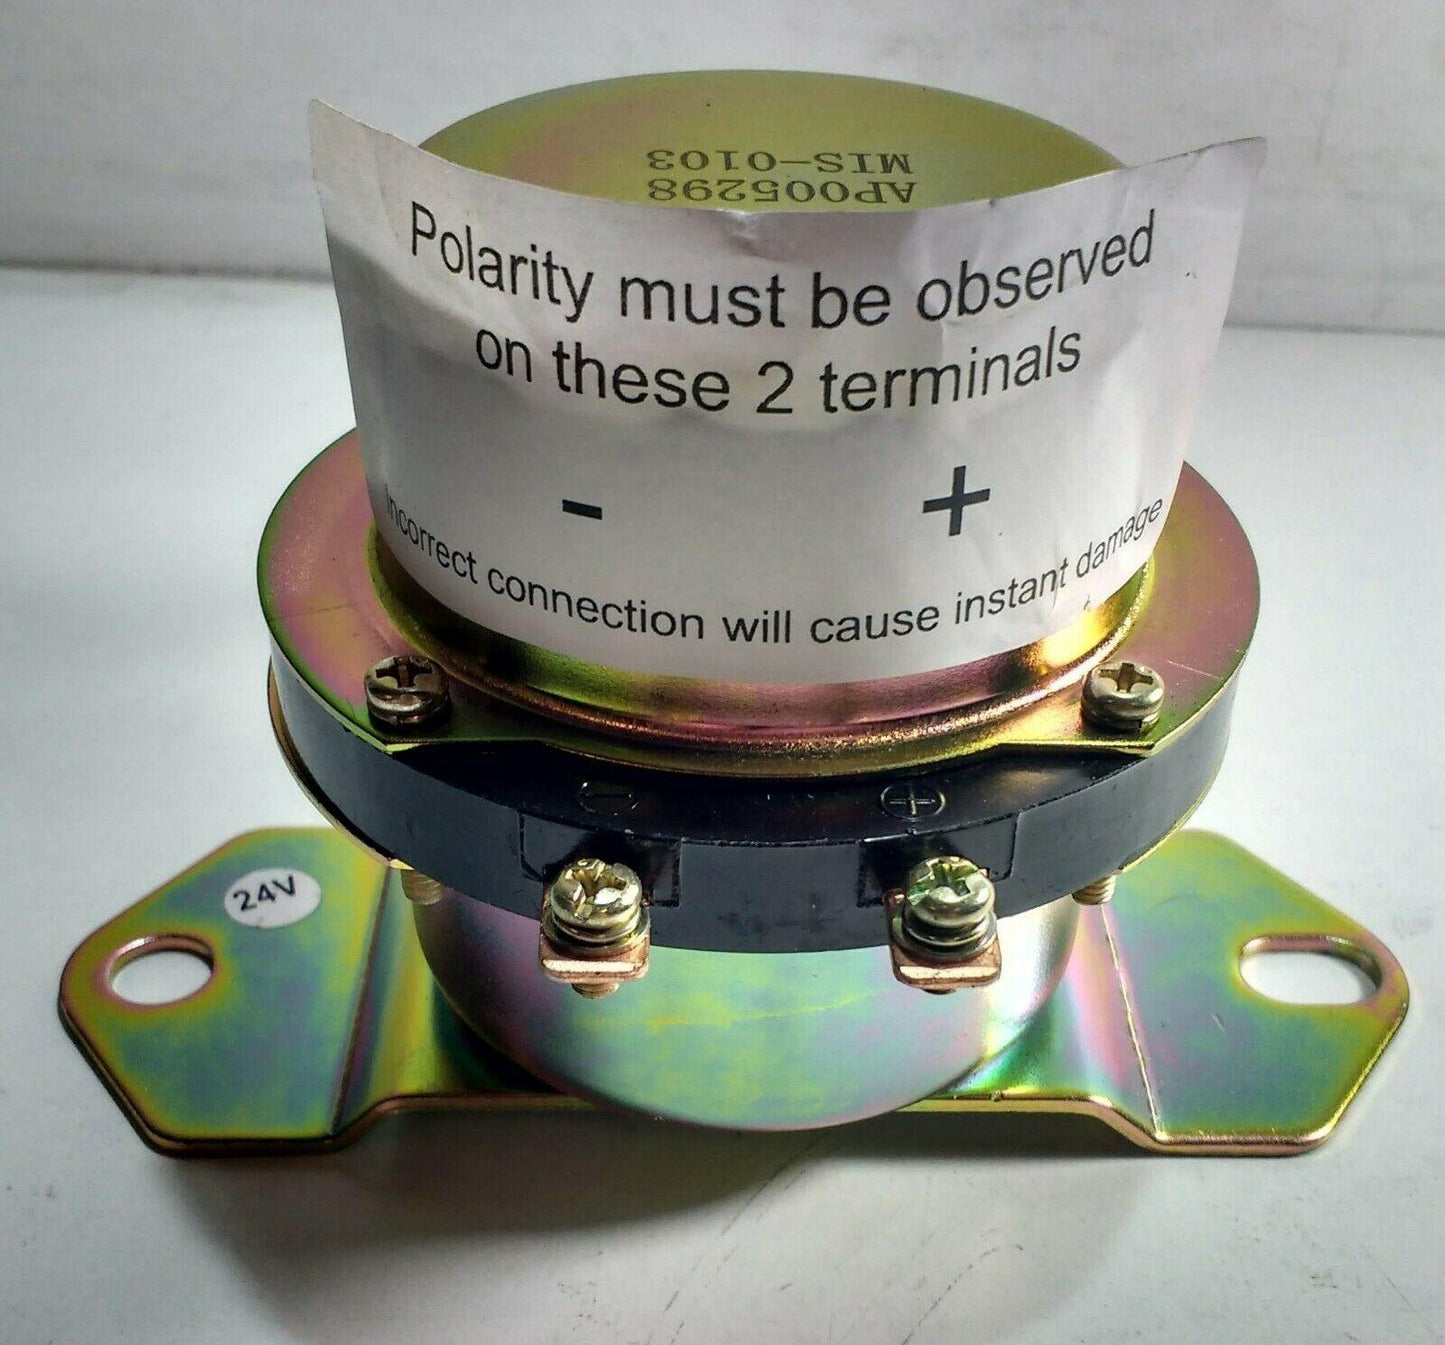 MIS-0103
AP005298
Polarity must be observed
on these 2 terminals
- +
Incorrect connection will cause instant damage
- +
24V